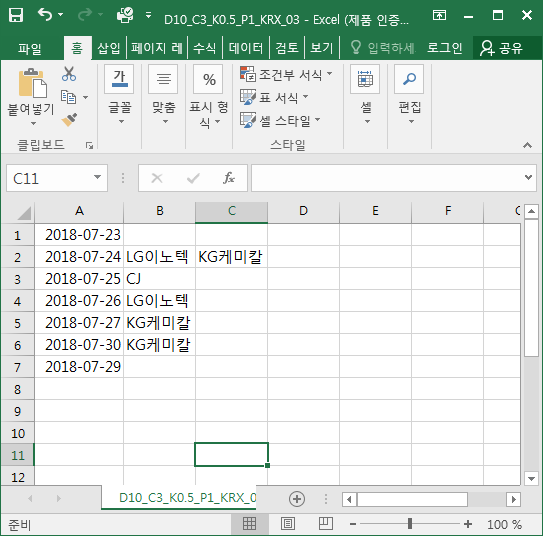 D10_C3_K0.5_P1_KRX_03 - Excel (제품 인증...
파일 홈 삽입 페이지 레 수식 데이터 검토 보기 입력하세 로그인 공유
붙여넣기
가 글꼴
맞춤
% 표시 형식
조건부 서식
표 서식
셀 스타일
셀
편집
클립보드 스타일
C11 fx
A B C D E F G
1 2018-07-23
2 2018-07-24 LG이노텍 KG케미칼
3 2018-07-25 CJ
4 2018-07-26 LG이노텍
5 2018-07-27 KG케미칼
6 2018-07-30 KG케미칼
7 2018-07-29
8
9
10
11
12
D10_C3_K0.5_P1_KRX_0
준비 100 %